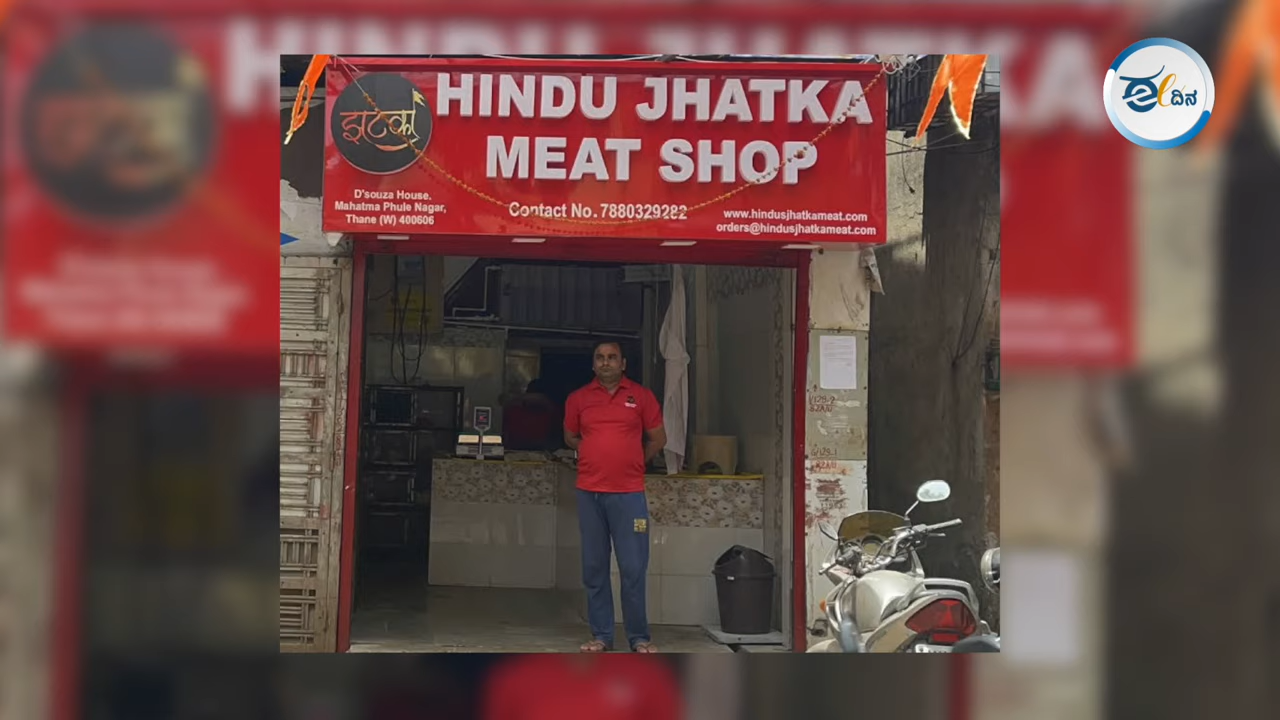 HINDU JHATKA
MEAT SHOP
झटका
D'souza House.
Mahatma Phule Nagar,
Thane (W) 400606
Contact No. 7880329282
www.hindusjhatkameat.com
orders@hindusjhatkameat.com
ದಿನ